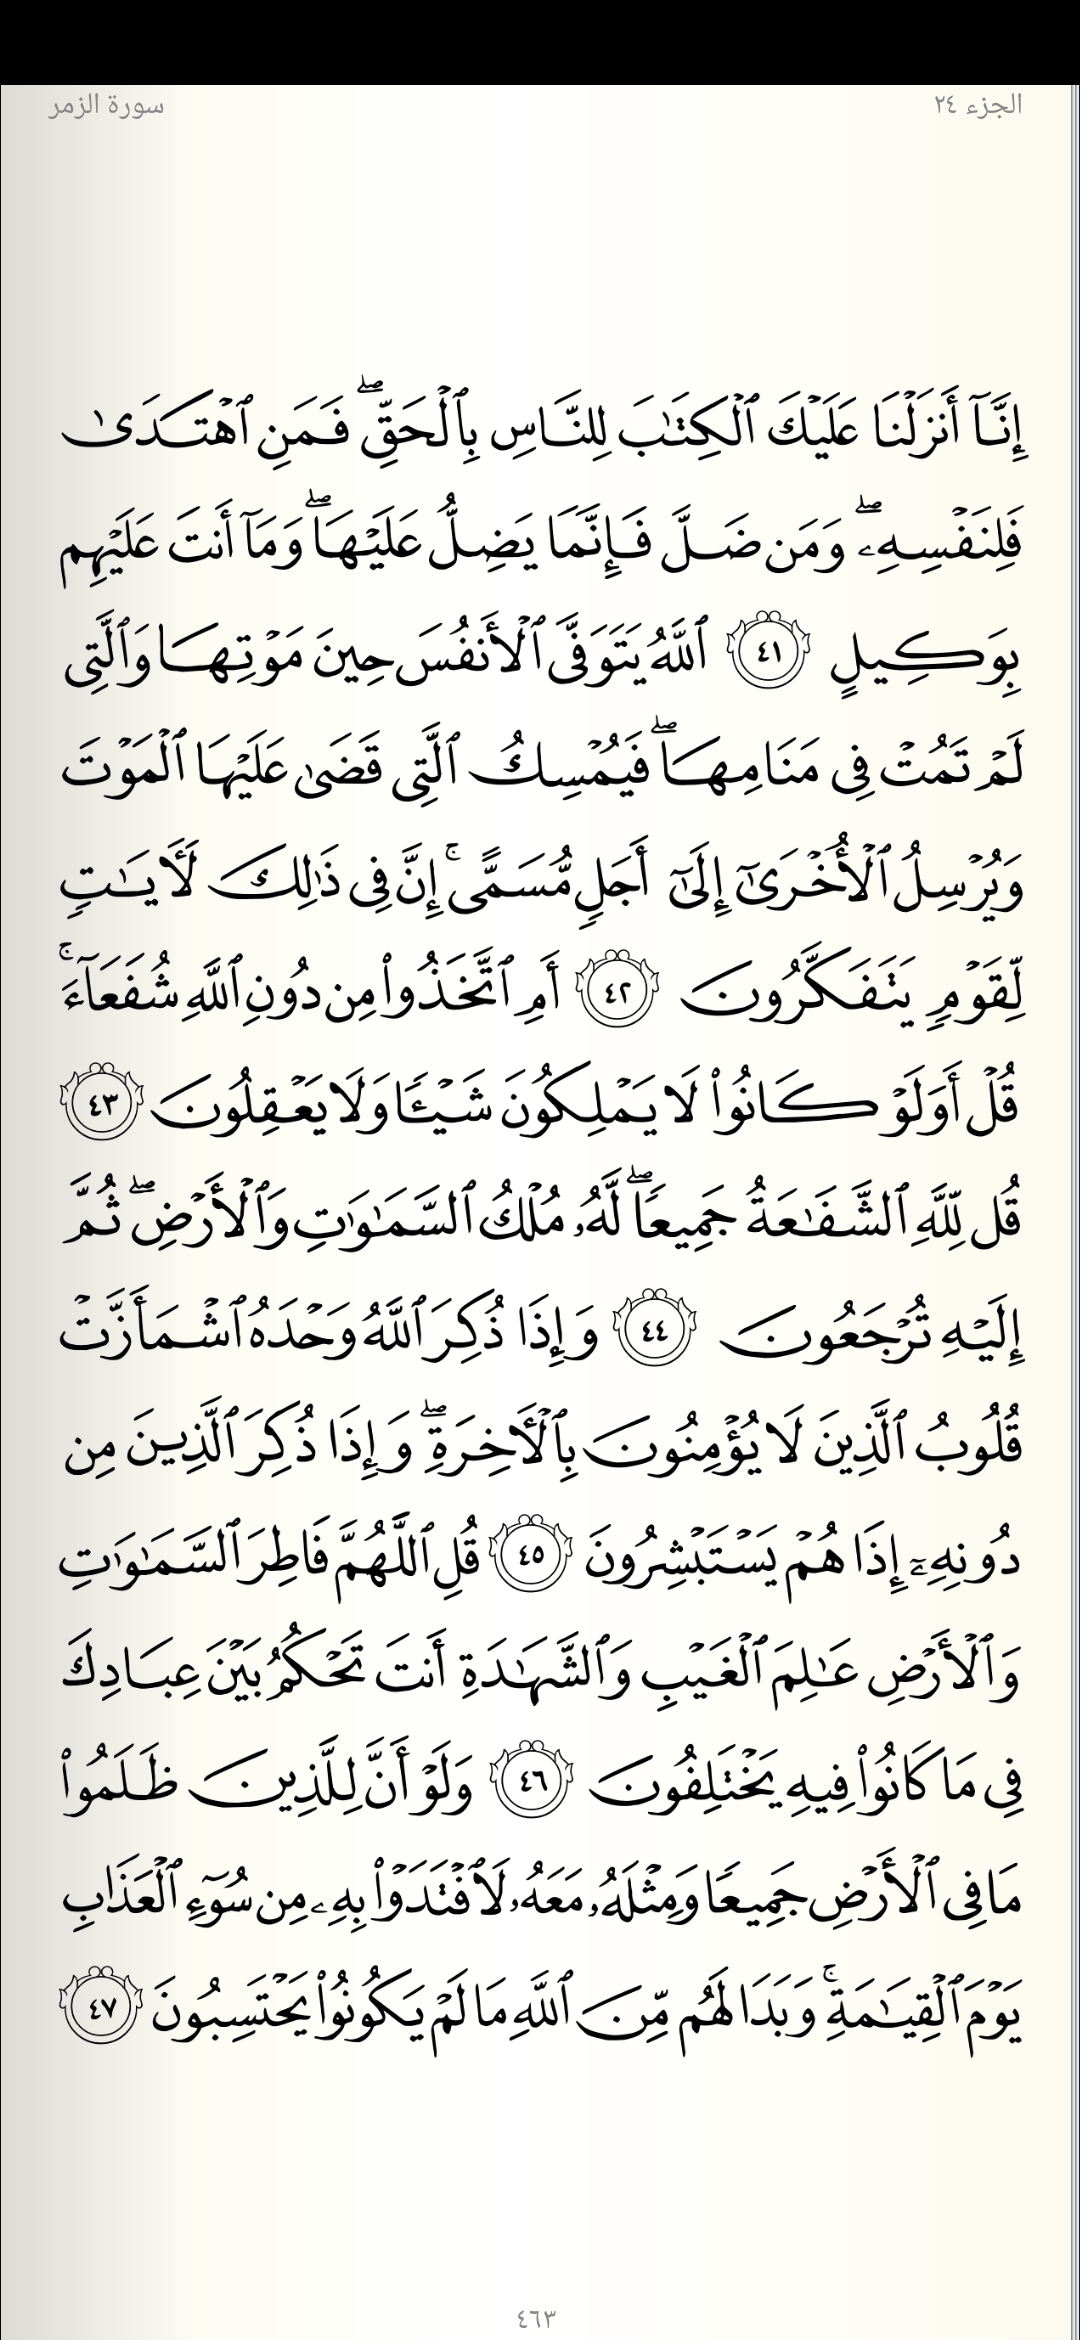 الجزء ٢٤
سورة الزمر
إِنَّآ أَنزَلْنَا عَلَيْكَ ٱلْكِتَٰبَ لِلنَّاسِ بِٱلْحَقِّ ۖ فَمَنِ ٱهْتَدَىٰ
فَلِنَفْسِهِۦ ۖ وَمَن ضَلَّ فَإِنَّمَا يَضِلُّ عَلَيْهَا ۖ وَمَآ أَنتَ عَلَيْهِم
بِوَكِيلٍ ٤١ ٱللَّهُ يَتَوَفَّى ٱلْأَنفُسَ حِينَ مَوْتِهَا وَٱلَّتِى
لَمْ تَمُتْ فِى مَنَامِهَا ۖ فَيُمْسِكُ ٱلَّتِى قَضَىٰ عَلَيْهَا ٱلْمَوْتَ
وَيُرْسِلُ ٱلْأُخْرَىٰٓ إِلَىٰٓ أَجَلٍ مُّسَمًّى ۚ إِنَّ فِى ذَٰلِكَ لَءَايَٰتٍ
لِّقَوْمٍ يَتَفَكَّرُونَ ٤٢ أَمِ ٱتَّخَذُوا۟ مِن دُونِ ٱللَّهِ شُفَعَآءَ ۚ
قُلْ أَوَلَوْ كَانُوا۟ لَا يَمْلِكُونَ شَيْـًٔا وَلَا يَعْقِلُونَ ٤٣
قُل لِّلَّهِ ٱلشَّفَٰعَةُ جَمِيعًا ۖ لَّهُۥ مُلْكُ ٱلسَّمَٰوَٰتِ وَٱلْأَرْضِ ۖ ثُمَّ
إِلَيْهِ تُرْجَعُونَ ٤٤ وَإِذَا ذُكِرَ ٱللَّهُ وَحْدَهُ ٱشْمَأَزَّتْ
قُلُوبُ ٱلَّذِينَ لَا يُؤْمِنُونَ بِٱلْءَاخِرَةِ ۖ وَإِذَا ذُكِرَ ٱلَّذِينَ مِن
دُونِهِۦٓ إِذَا هُمْ يَسْتَبْشِرُونَ ٤٥ قُلِ ٱللَّهُمَّ فَاطِرَ ٱلسَّمَٰوَٰتِ
وَٱلْأَرْضِ عَٰلِمَ ٱلْغَيْبِ وَٱلشَّهَٰدَةِ أَنتَ تَحْكُمُ بَيْنَ عِبَادِكَ
فِى مَا كَانُوا۟ فِيهِ يَخْتَلِفُونَ ٤٦ وَلَوْ أَنَّ لِلَّذِينَ ظَلَمُوا۟
مَا فِى ٱلْأَرْضِ جَمِيعًا وَمِثْلَهُۥ مَعَهُۥ لَٱفْتَدَوْا۟ بِهِۦ مِن سُوٓءِ ٱلْعَذَابِ
يَوْمَ ٱلْقِيَٰمَةِ ۚ وَبَدَا لَهُم مِّنَ ٱللَّهِ مَا لَمْ يَكُونُوا۟ يَحْتَسِبُونَ ٤٧
٤٦٣